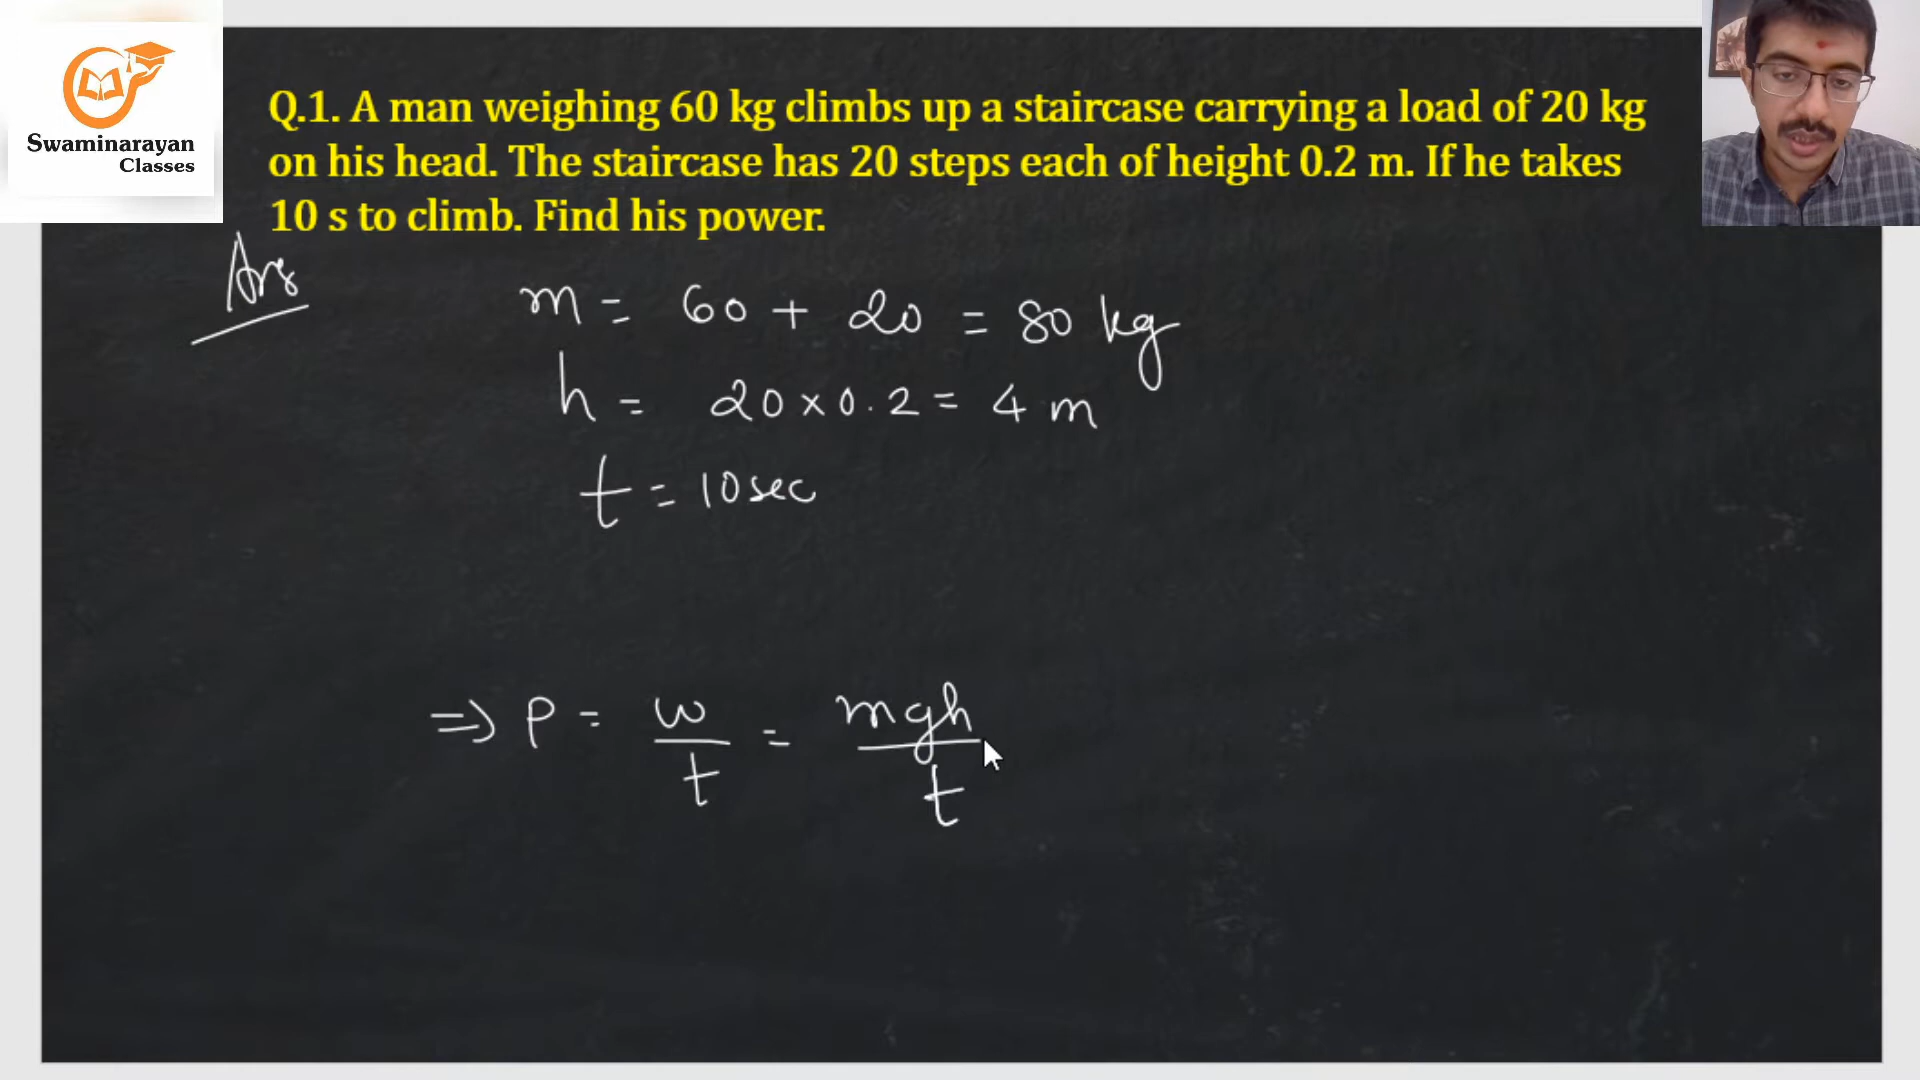 Swaminarayan
Classes
Q.1. A man weighing 60 kg climbs up a staircase carrying a load of 20 kg
on his head. The staircase has 20 steps each of height 0.2 m. If he takes
10 s to climb. Find his power.
Ans
m = 60 + 20 = 80 kg
h = 20 × 0.2 = 4 m
t = 10 sec
⇒ P = w/t = mgh/t